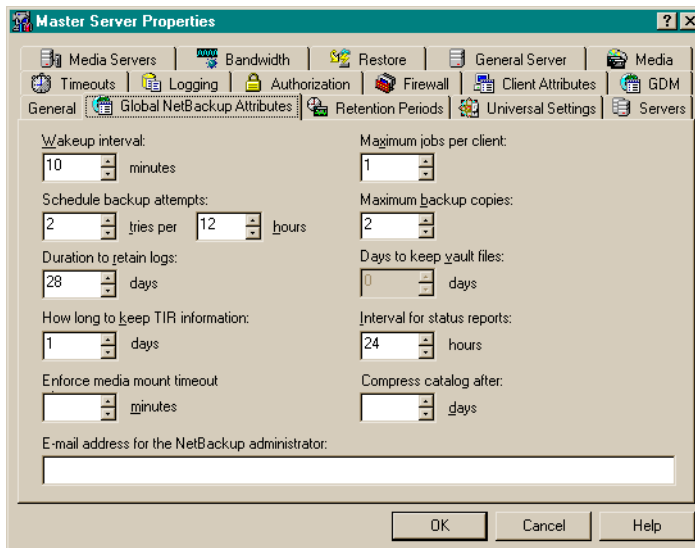 Master Server Properties
Media Servers Bandwidth Restore General Server Media
Timeouts Logging Authorization Firewall Client Attributes GDM
General Global NetBackup Attributes Retention Periods Universal Settings Servers
Wakeup interval: Maximum jobs per client:
10 minutes 1
Schedule backup attempts: Maximum backup copies:
2 tries per 12 hours 2
Duration to retain logs: Days to keep vault files:
28 days 0 days
How long to keep TIR information: Interval for status reports:
1 days 24 hours
Enforce media mount timeout Compress catalog after:
minutes days
E-mail address for the NetBackup administrator:
OK Cancel Help